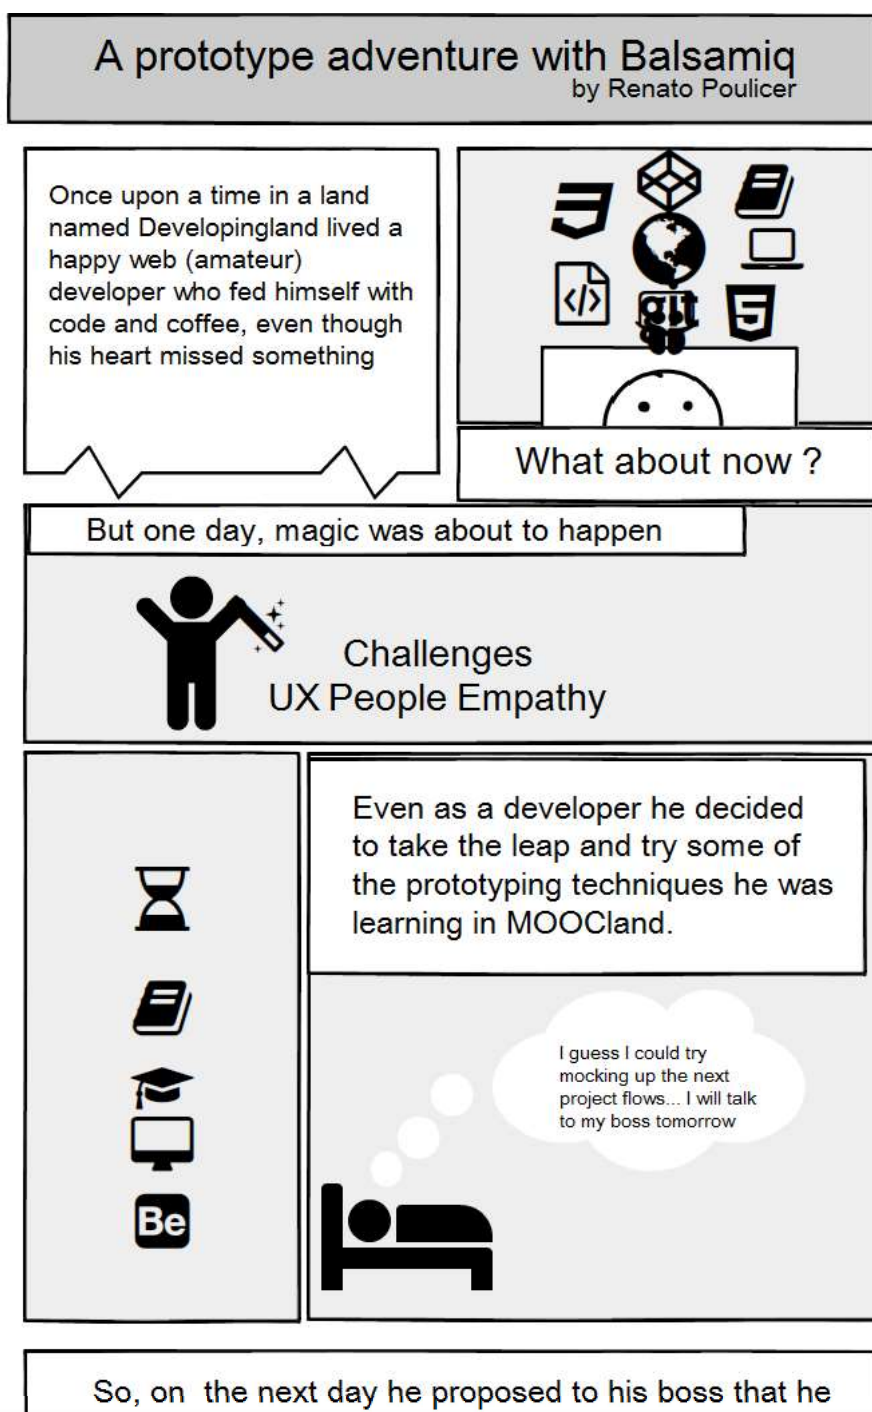 A prototype adventure with Balsamiq
by Renato Poulicer
Once upon a time in a land
named Developingland lived a
happy web (amateur)
developer who fed himself with
code and coffee, even though
his heart missed something
git
What about now ?
But one day, magic was about to happen
Challenges
UX People Empathy
Even as a developer he decided
to take the leap and try some of
the prototyping techniques he was
learning in MOOCland.
I guess I could try
mocking up the next
project flows... I will talk
to my boss tomorrow
Be
So, on  the next day he proposed to his boss that he